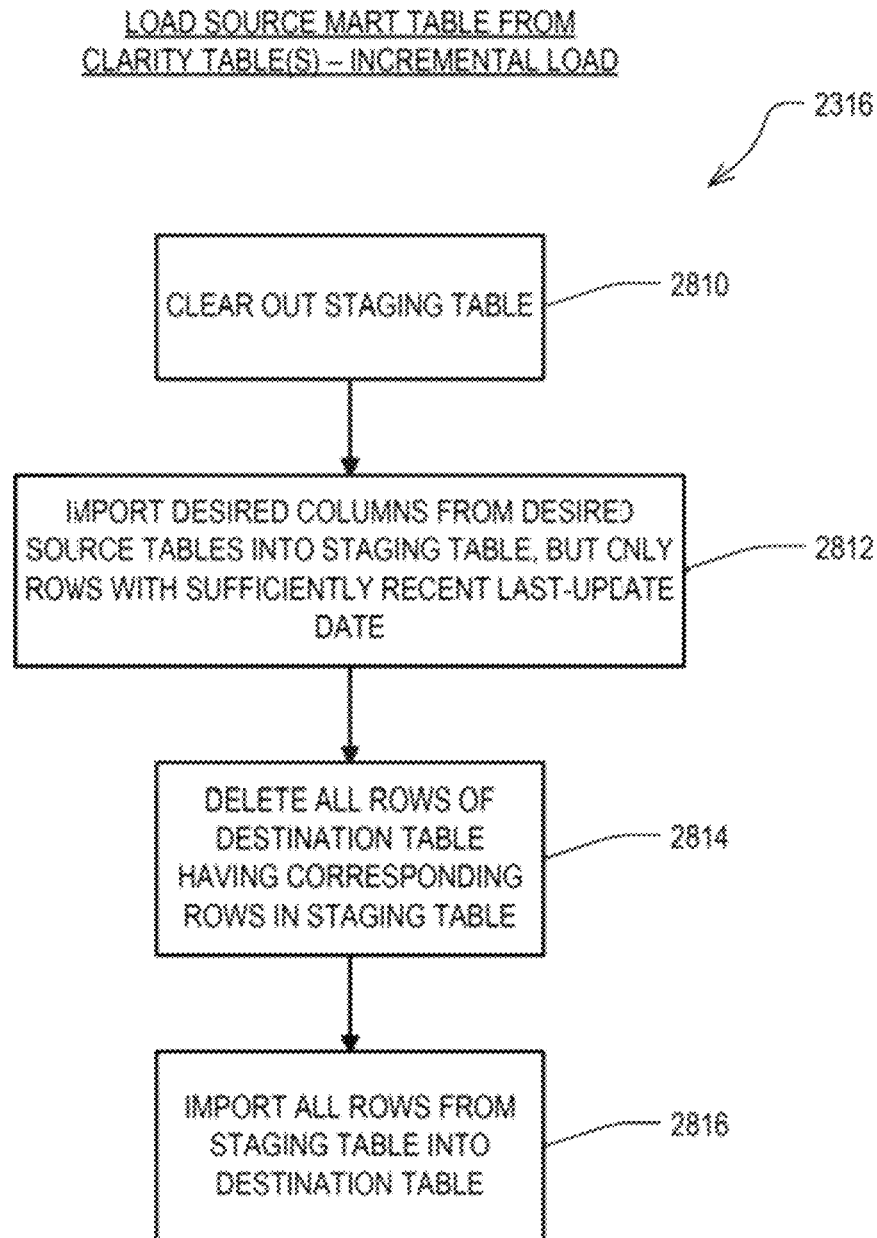 LOAD SOURCE MART TABLE FROM
CLARITY TABLE(S) – INCREMENTAL LOAD
2316
CLEAR OUT STAGING TABLE
2810
IMPORT DESIRED COLUMNS FROM DESIRED
SOURCE TABLES INTO STAGING TABLE, BUT ONLY
ROWS WITH SUFFICIENTLY RECENT LAST-UPDATE
DATE
2812
DELETE ALL ROWS OF
DESTINATION TABLE
HAVING CORRESPONDING
ROWS IN STAGING TABLE
2814
IMPORT ALL ROWS FROM
STAGING TABLE INTO
DESTINATION TABLE
2816